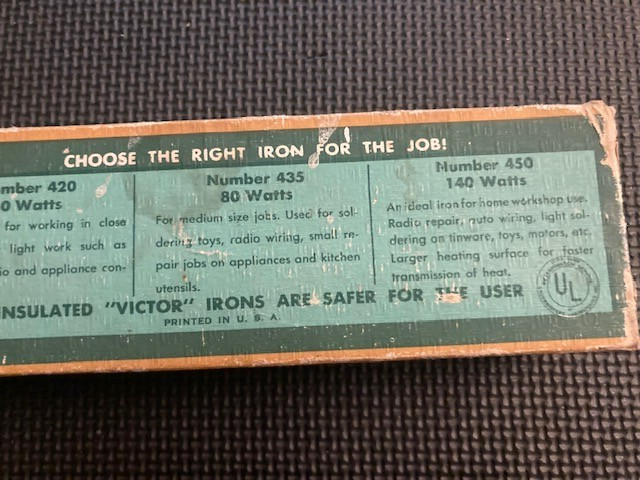 CHOOSE THE RIGHT IRON FOR THE JOB!
mber 420
0 Watts
for working in close
light work such as
io and appliance con-
Number 435
80 Watts
For medium size jobs. Used for sol-
dering toys, radio wiring, small re-
pair jobs on appliances and kitchen
utensils.
Number 450
140 Watts
An ideal iron for home workshop use.
Radio repair, auto wiring, light sol-
dering on tinware, toys, motors, etc.
Larger heating surface for faster
transmission of heat.
INSULATED "VICTOR" IRONS ARE SAFER FOR THE USER
PRINTED IN U. S. A.
UL